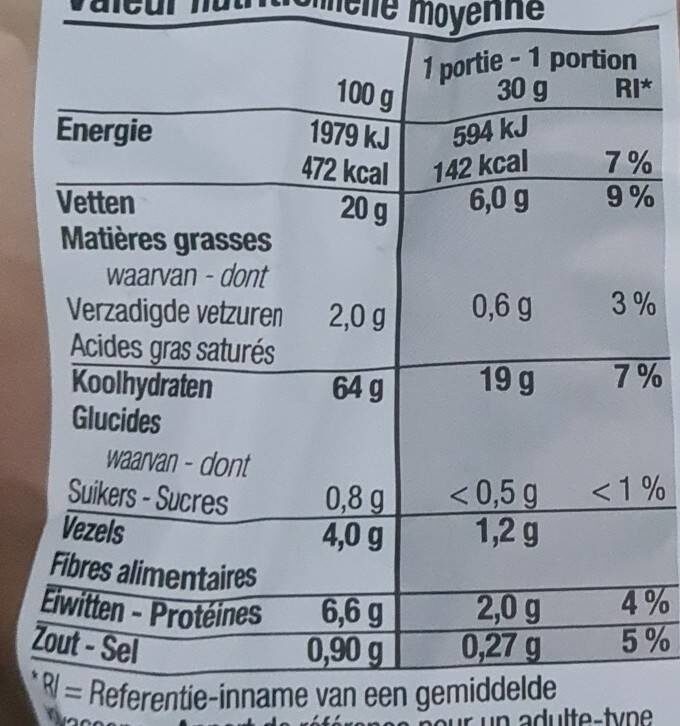 moyenne
1 portie - 1 portion
100 g 30 g RI*
Energie 1979 kJ 594 kJ
472 kcal 142 kcal 7 %
Vetten 20 g 6,0 g 9 %
Matières grasses
waarvan - dont
Verzadigde vetzuren 2,0 g 0,6 g 3 %
Acides gras saturés
Koolhydraten 64 g 19 g 7 %
Glucides
waarvan - dont
Suikers - Sucres 0,8 g < 0,5 g < 1 %
Vezels 4,0 g 1,2 g
Fibres alimentaires
Eiwitten - Protéines 6,6 g 2,0 g 4 %
Zout - Sel 0,90 g 0,27 g 5 %
*RI = Referentie-inname van een gemiddelde
pour un adulte-type